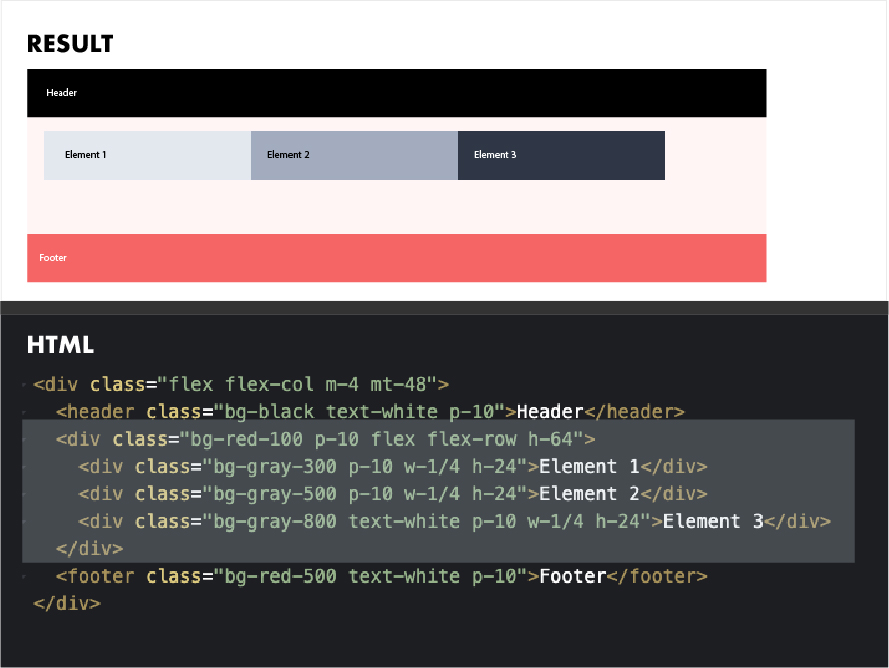 RESULT
Header
Element 1 Element 2 Element 3
Footer
HTML
<div class="flex flex-col m-4 mt-48">
<header class="bg-black text-white p-10">Header</header>
<div class="bg-red-100 p-10 flex flex-row h-64">
<div class="bg-gray-300 p-10 w-1/4 h-24">Element 1</div>
<div class="bg-gray-500 p-10 w-1/4 h-24">Element 2</div>
<div class="bg-gray-800 text-white p-10 w-1/4 h-24">Element 3</div>
</div>
<footer class="bg-red-500 text-white p-10">Footer</footer>
</div>